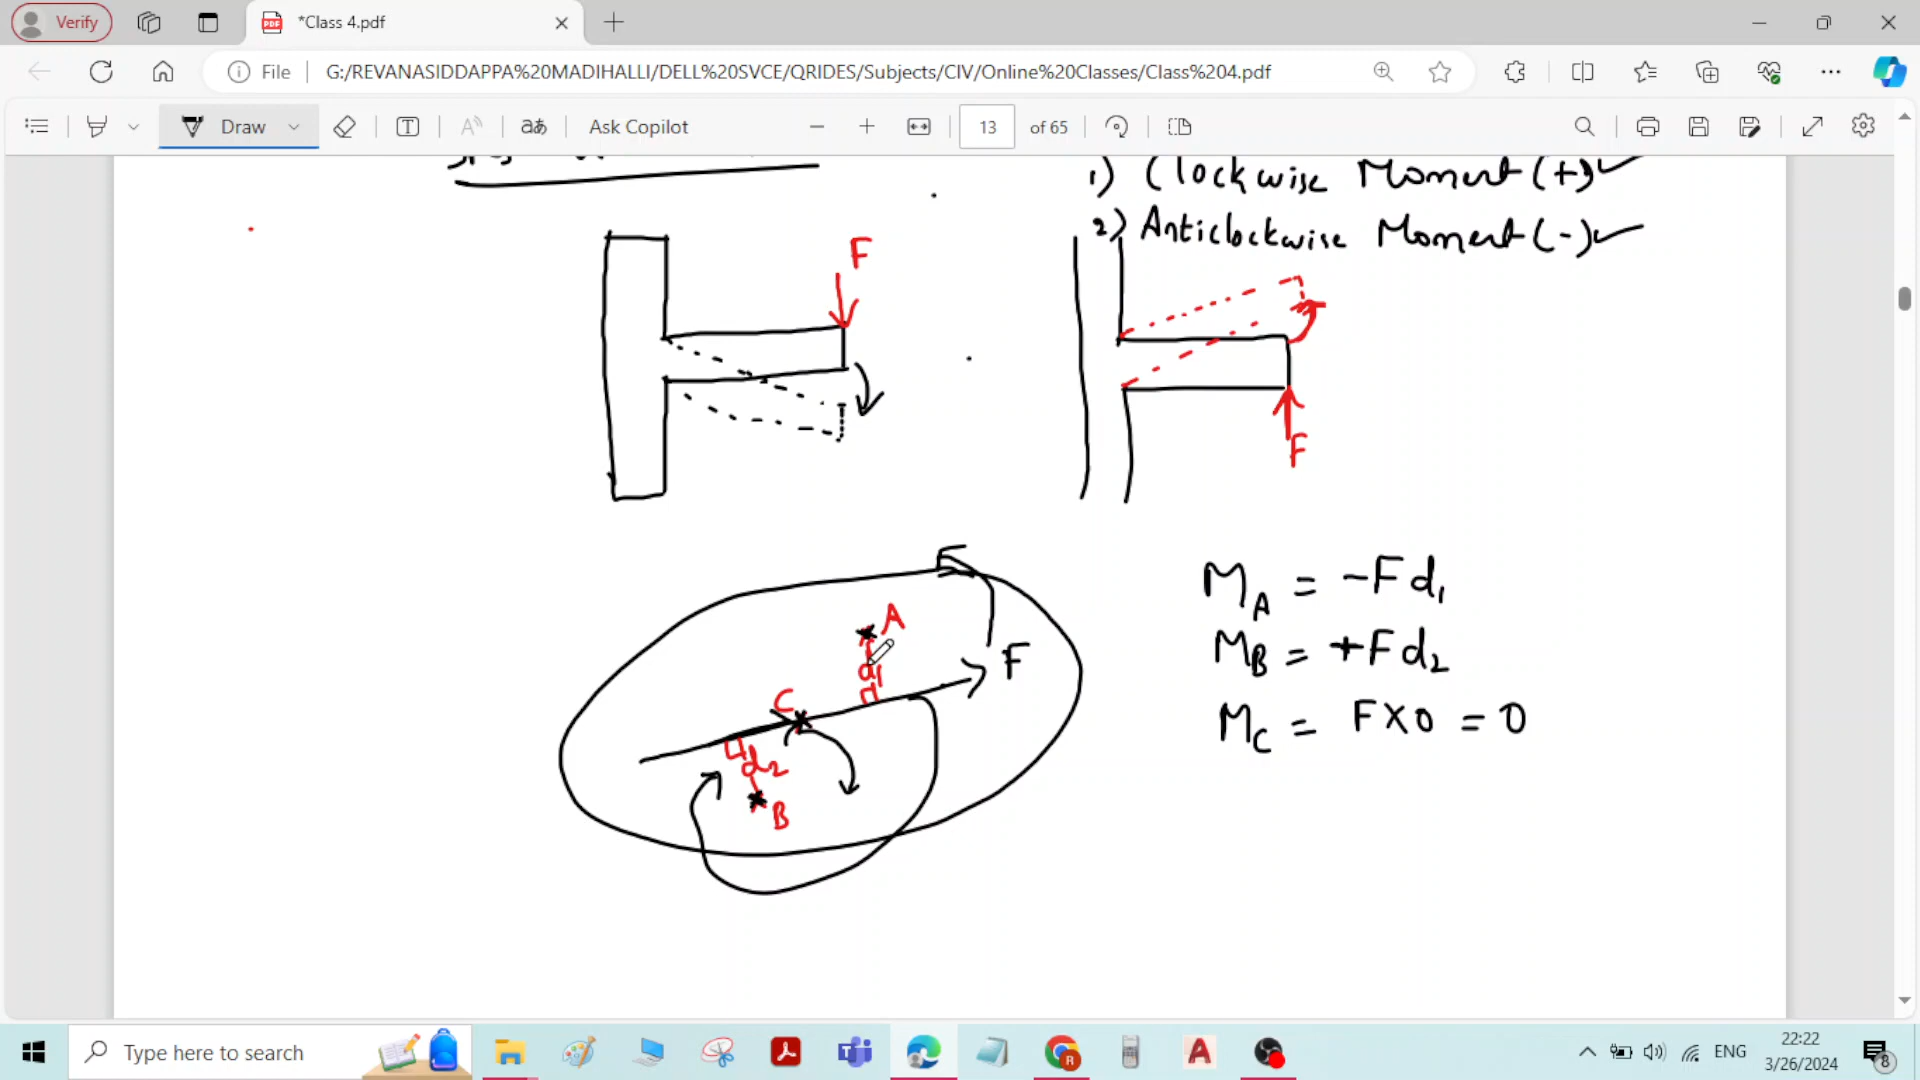 Verify
*Class 4.pdf
File
G:/REVANASIDDAPPA%20MADIHALLI/DELL%20SVCE/QRIDES/Subjects/CIV/Online%20Classes/Class%204.pdf
Draw
Ask Copilot
13
of 65
1) Clockwise Moment (+)
2) Anticlockwise Moment (-)
F
F
A
d1
F
C
d2
B
MA = -Fd1
MB = +Fd2
MC = F×0 = 0
Type here to search
ENG
22:22
3/26/2024
8